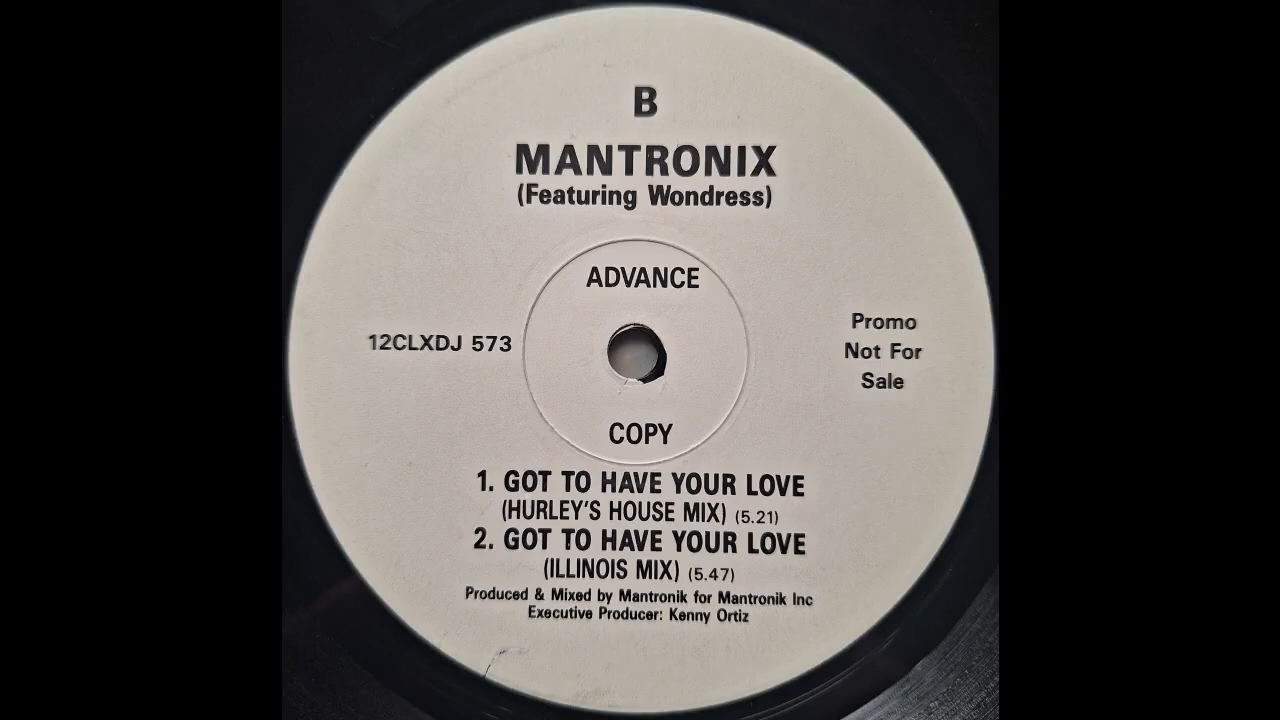 B
MANTRONIX
(Featuring Wondress)
ADVANCE
12CLXDJ 573
Promo
Not For
Sale
COPY
1. GOT TO HAVE YOUR LOVE
(HURLEY'S HOUSE MIX) (5.21)
2. GOT TO HAVE YOUR LOVE
(ILLINOIS MIX) (5.47)
Produced & Mixed by Mantronik for Mantronik Inc
Executive Producer: Kenny Ortiz